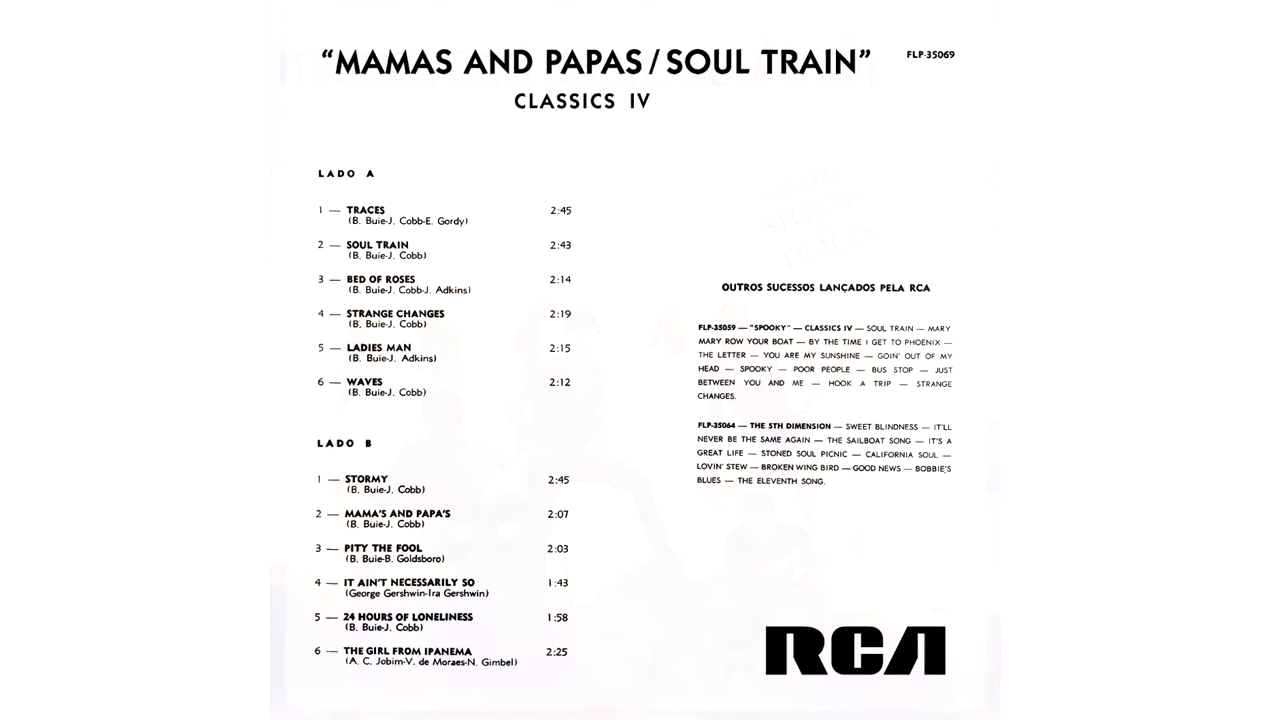 "MAMAS AND PAPAS / SOUL TRAIN"
FLP-35069
CLASSICS IV
LADO A
1 — TRACES 2:45
(B. Buie-J. Cobb-E. Gordy)
2 — SOUL TRAIN 2:43
(B. Buie-J. Cobb)
3 — BED OF ROSES 2:14
(B. Buie-J. Cobb-J. Adkins)
4 — STRANGE CHANGES 2:19
(B. Buie-J. Cobb)
5 — LADIES MAN 2:15
(B. Buie-J. Adkins)
6 — WAVES 2:12
(B. Buie-J. Cobb)
LADO B
1 — STORMY 2:45
(B. Buie-J. Cobb)
2 — MAMA'S AND PAPA'S 2:07
(B. Buie-J. Cobb)
3 — PITY THE FOOL 2:03
(B. Buie-B. Goldsboro)
4 — IT AIN'T NECESSARILY SO 1:43
(George Gershwin-Ira Gershwin)
5 — 24 HOURS OF LONELINESS 1:58
(B. Buie-J. Cobb)
6 — THE GIRL FROM IPANEMA 2:25
(A. C. Jobim-V. de Moraes-N. Gimbel)
OUTROS SUCESSOS LANÇADOS PELA RCA
FLP-35059 — "SPOOKY" — CLASSICS IV — SOUL TRAIN — MARY
MARY ROW YOUR BOAT — BY THE TIME I GET TO PHOENIX —
THE LETTER — YOU ARE MY SUNSHINE — GOIN' OUT OF MY
HEAD — SPOOKY — POOR PEOPLE — BUS STOP — JUST
BETWEEN YOU AND ME — HOOK A TRIP — STRANGE
CHANGES.
FLP-35064 — THE 5TH DIMENSION — SWEET BLINDNESS — IT'LL
NEVER BE THE SAME AGAIN — THE SAILBOAT SONG — IT'S A
GREAT LIFE — STONED SOUL PICNIC — CALIFORNIA SOUL —
LOVIN' STEW — BROKEN WING BIRD — GOOD NEWS — BOBBIE'S
BLUES — THE ELEVENTH SONG.
RCA